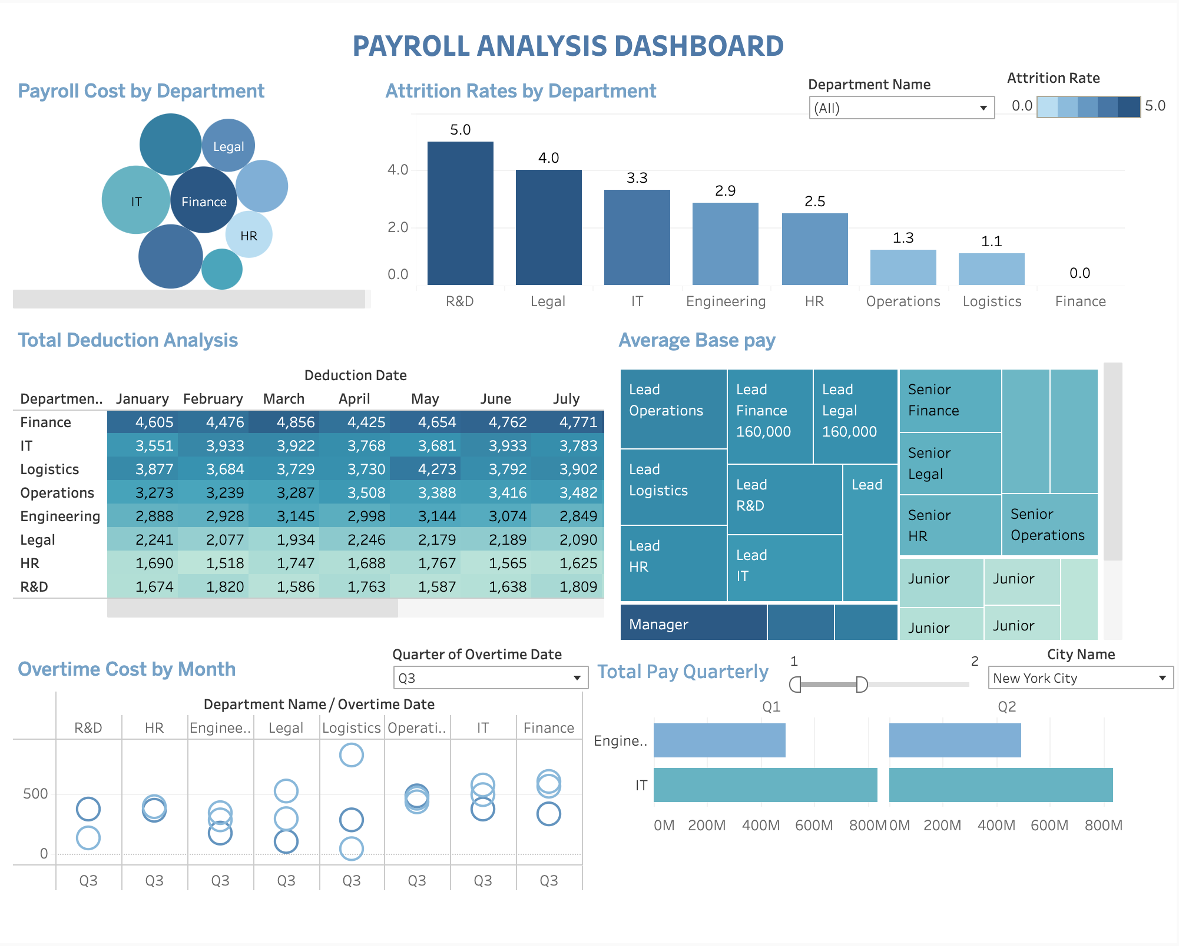 PAYROLL ANALYSIS DASHBOARD
Payroll Cost by Department
Legal
IT
Finance
HR
Attrition Rates by Department
Department Name
(All)
Attrition Rate
0.0 5.0
5.0
4.0
3.3
2.9
2.5
1.3
1.1
0.0
4.0
2.0
0.0
R&D Legal IT Engineering HR Operations Logistics Finance
Total Deduction Analysis
Deduction Date
Departmen.. January February March April May June July
Finance 4,605 4,476 4,856 4,425 4,654 4,762 4,771
IT 3,551 3,933 3,922 3,768 3,681 3,933 3,783
Logistics 3,877 3,684 3,729 3,730 4,273 3,792 3,902
Operations 3,273 3,239 3,287 3,508 3,388 3,416 3,482
Engineering 2,888 2,928 3,145 2,998 3,144 3,074 2,849
Legal 2,241 2,077 1,934 2,246 2,179 2,189 2,090
HR 1,690 1,518 1,747 1,688 1,767 1,565 1,625
R&D 1,674 1,820 1,586 1,763 1,587 1,638 1,809
Average Base pay
Lead
Operations
Lead
Finance
160,000
Lead
Legal
160,000
Lead
Logistics
Lead
R&D
Lead
Lead
HR
Lead
IT
Manager
Senior
Finance
Senior
Legal
Senior
HR
Senior
Operations
Junior
Junior
Junior
Junior
Overtime Cost by Month
Quarter of Overtime Date
Q3
Department Name / Overtime Date
R&D HR Enginee.. Legal Logistics Operati.. IT Finance
500
0
Q3 Q3 Q3 Q3 Q3 Q3 Q3 Q3
Total Pay Quarterly
1 2
City Name
New York City
Q1 Q2
Engine..
IT
0M 200M 400M 600M 800M 0M 200M 400M 600M 800M